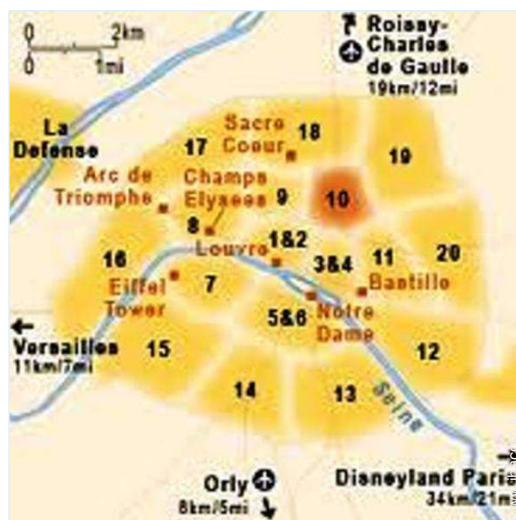 0 2km
0 1mi
Roissy-
Charles
de Gaulle
19km/12mi
La
Defense
17
Sacre
Coeur
18
19
Arc de
Triomphe
Champs
Elysees
9
10
8
Louvre
1&2
3&4
11
20
16
Eiffel
Tower
7
Bastille
5&6
Notre
Dame
Versailles
11km/7mi
15
12
14
13
Seine
Orly
8km/5mi
Disneyland Paris
34km/21mi